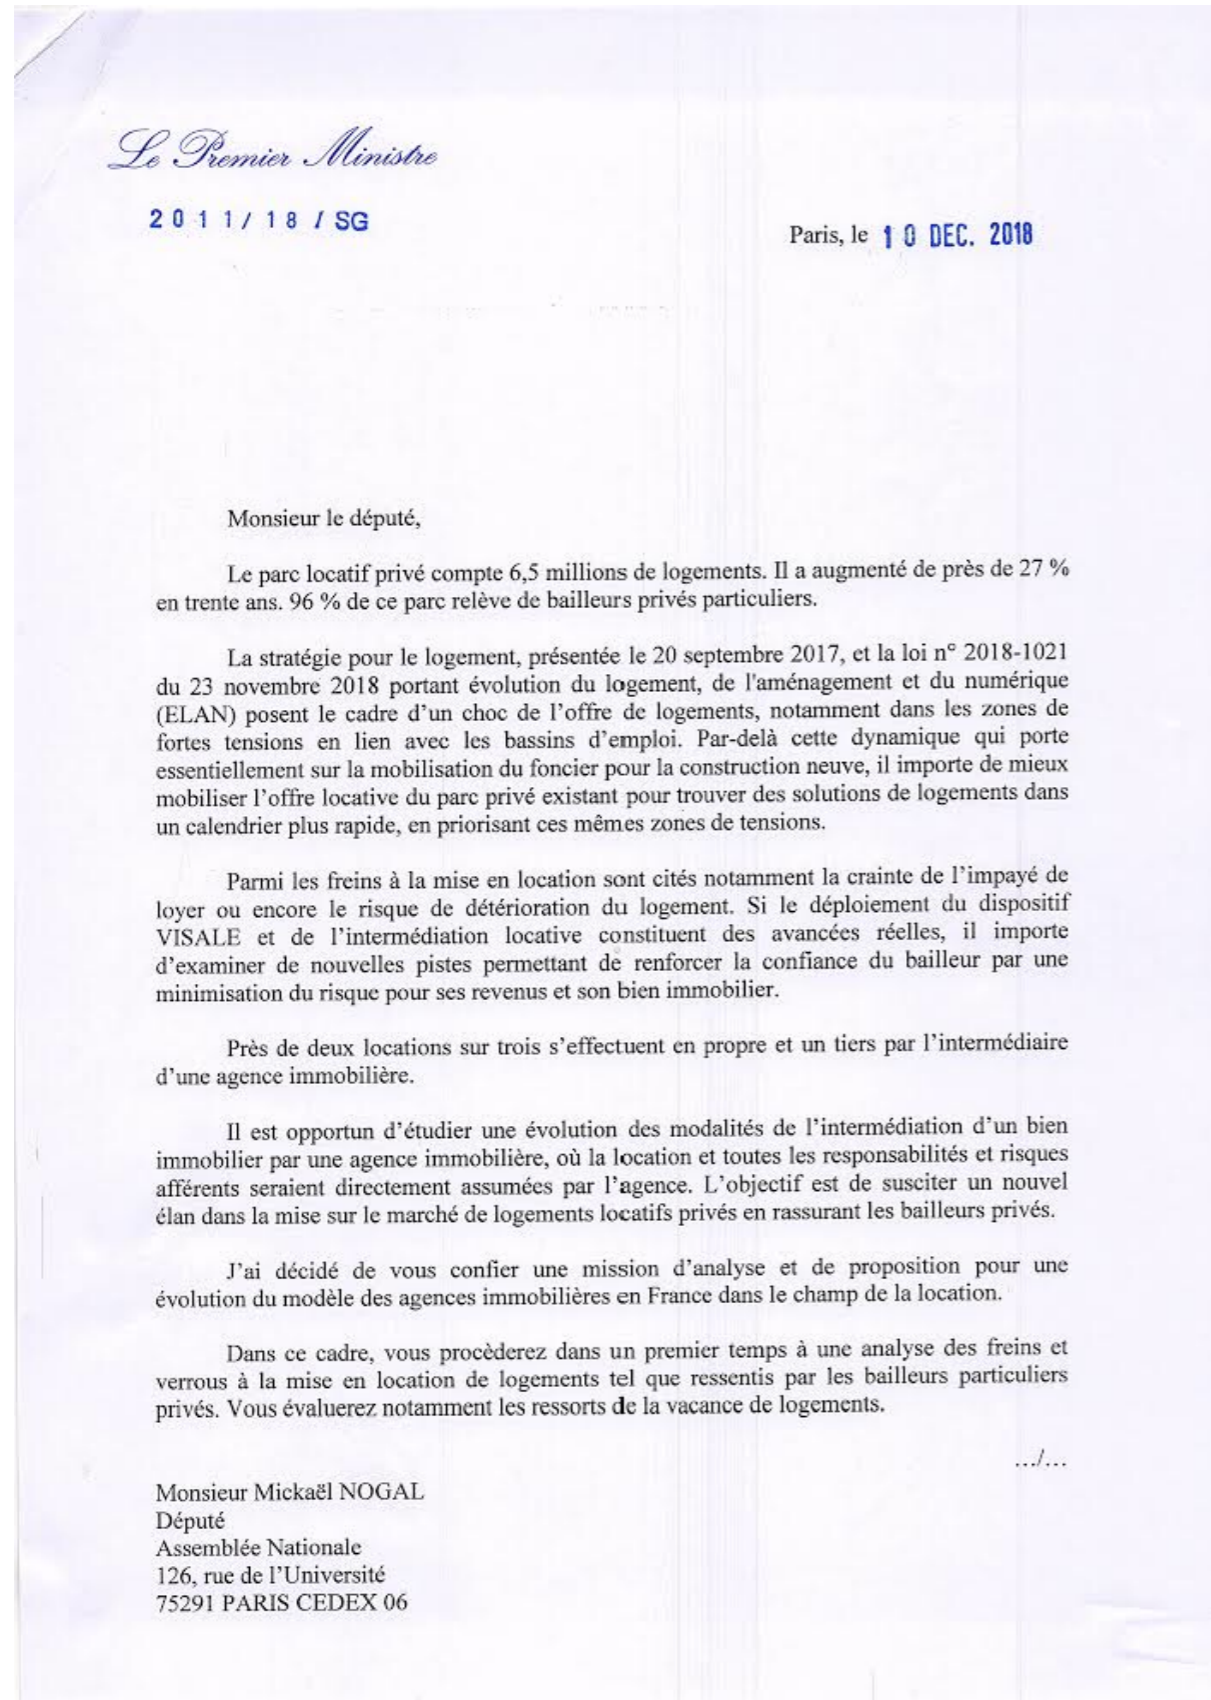 Le Premier Ministre
2011/18/SG
Paris, le 10 DEC. 2018
Monsieur le député,
Le parc locatif privé compte 6,5 millions de logements. Il a augmenté de près de 27 %
en trente ans. 96 % de ce parc relève de bailleurs privés particuliers.
La stratégie pour le logement, présentée le 20 septembre 2017, et la loi n° 2018-1021
du 23 novembre 2018 portant évolution du logement, de l'aménagement et du numérique
(ELAN) posent le cadre d'un choc de l'offre de logements, notamment dans les zones de
fortes tensions en lien avec les bassins d'emploi. Par-delà cette dynamique qui porte
essentiellement sur la mobilisation du foncier pour la construction neuve, il importe de mieux
mobiliser l'offre locative du parc privé existant pour trouver des solutions de logements dans
un calendrier plus rapide, en priorisant ces mêmes zones de tensions.
Parmi les freins à la mise en location sont cités notamment la crainte de l'impayé de
loyer ou encore le risque de détérioration du logement. Si le déploiement du dispositif
VISALE et de l'intermédiation locative constituent des avancées réelles, il importe
d'examiner de nouvelles pistes permettant de renforcer la confiance du bailleur par une
minimisation du risque pour ses revenus et son bien immobilier.
Près de deux locations sur trois s'effectuent en propre et un tiers par l'intermédiaire
d'une agence immobilière.
Il est opportun d'étudier une évolution des modalités de l'intermédiation d'un bien
immobilier par une agence immobilière, où la location et toutes les responsabilités et risques
afférents seraient directement assumées par l'agence. L'objectif est de susciter un nouvel
élan dans la mise sur le marché de logements locatifs privés en rassurant les bailleurs privés.
J'ai décidé de vous confier une mission d'analyse et de proposition pour une
évolution du modèle des agences immobilières en France dans le champ de la location.
Dans ce cadre, vous procèderez dans un premier temps à une analyse des freins et
verrous à la mise en location de logements tel que ressentis par les bailleurs particuliers
privés. Vous évaluerez notamment les ressorts de la vacance de logements.
.../...
Monsieur Mickaël NOGAL
Député
Assemblée Nationale
126, rue de l'Université
75291 PARIS CEDEX 06